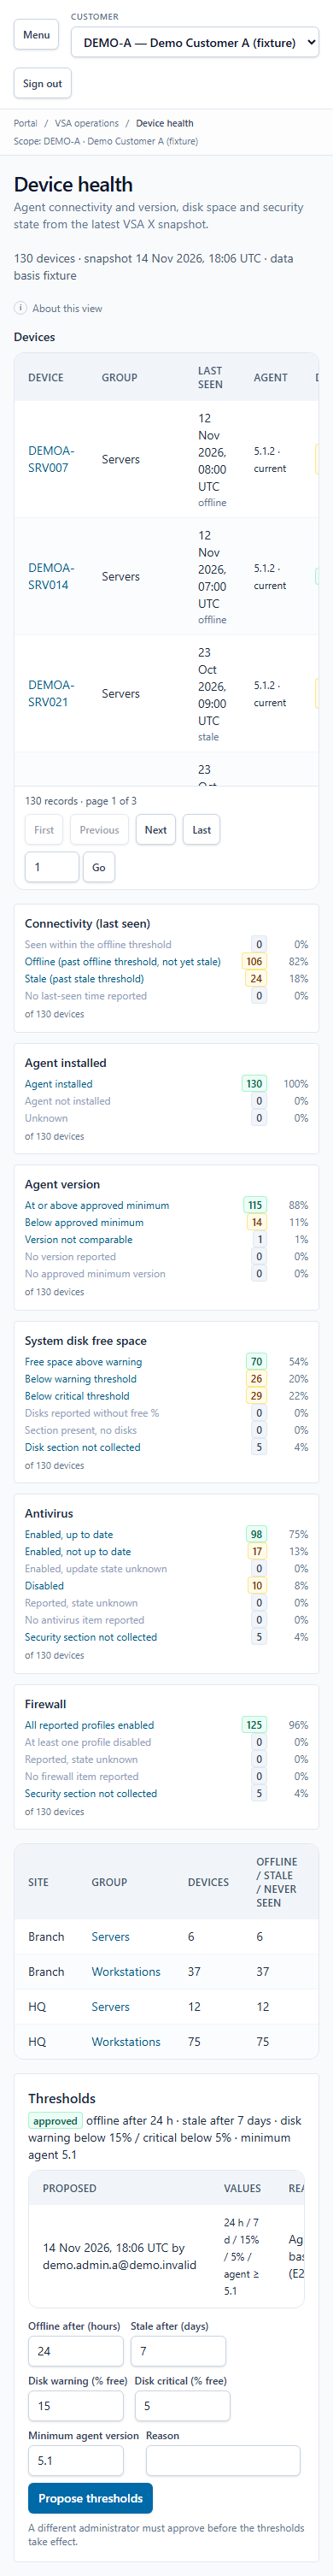 Menu
CUSTOMER
DEMO-A — Demo Customer A (fixture)
Sign out
Portal / VSA operations / Device health
Scope: DEMO-A · Demo Customer A (fixture)
Device health
Agent connectivity and version, disk space and security
state from the latest VSA X snapshot.
130 devices · snapshot 14 Nov 2026, 18:06 UTC · data
basis fixture
i About this view
Devices
DEVICE GROUP LAST SEEN AGENT
DEMOA-
SRV007
Servers
12
Nov
2026,
08:00
UTC
offline
5.1.2 ·
current
DEMOA-
SRV014
Servers
12
Nov
2026,
07:00
UTC
offline
5.1.2 ·
current
DEMOA-
SRV021
Servers
23
Oct
2026,
09:00
UTC
stale
5.1.2 ·
current
23
Oct
130 records · page 1 of 3
First Previous Next Last
1 Go
Connectivity (last seen)
Seen within the offline threshold 0 0%
Offline (past offline threshold, not yet stale) 106 82%
Stale (past stale threshold) 24 18%
No last-seen time reported 0 0%
of 130 devices
Agent installed
Agent installed 130 100%
Agent not installed 0 0%
Unknown 0 0%
of 130 devices
Agent version
At or above approved minimum 115 88%
Below approved minimum 14 11%
Version not comparable 1 1%
No version reported 0 0%
No approved minimum version 0 0%
of 130 devices
System disk free space
Free space above warning 70 54%
Below warning threshold 26 20%
Below critical threshold 29 22%
Disks reported without free % 0 0%
Section present, no disks 0 0%
Disk section not collected 5 4%
of 130 devices
Antivirus
Enabled, up to date 98 75%
Enabled, not up to date 17 13%
Enabled, update state unknown 0 0%
Disabled 10 8%
Reported, state unknown 0 0%
No antivirus item reported 0 0%
Security section not collected 5 4%
of 130 devices
Firewall
All reported profiles enabled 125 96%
At least one profile disabled 0 0%
Reported, state unknown 0 0%
No firewall item reported 0 0%
Security section not collected 5 4%
of 130 devices
SITE GROUP DEVICES OFFLINE / STALE / NEVER SEEN
Branch Servers 6 6
Branch Workstations 37 37
HQ Servers 12 12
HQ Workstations 75 75
Thresholds
approved offline after 24 h · stale after 7 days · disk
warning below 15% / critical below 5% · minimum
agent 5.1
PROPOSED VALUES
14 Nov 2026, 18:06 UTC by
demo.admin.a@demo.invalid
24 h / 7
d / 15%
/ 5% /
agent ≥
5.1
(E2
Offline after (hours) Stale after (days)
24 7
Disk warning (% free) Disk critical (% free)
15 5
Minimum agent version Reason
5.1
Propose thresholds
A different administrator must approve before the thresholds
take effect.